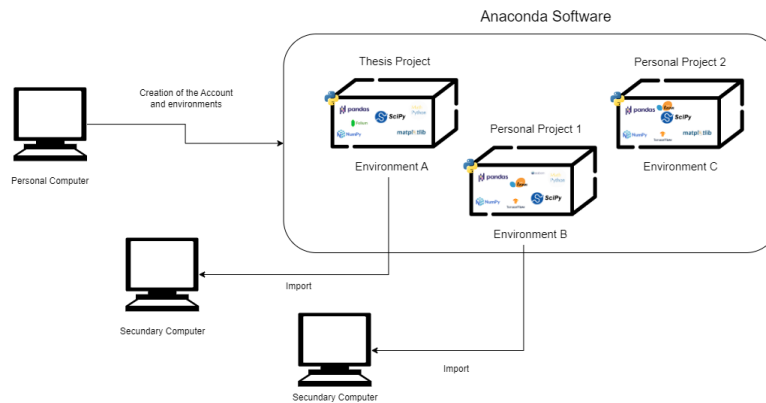 Anaconda Software
Thesis Project
Personal Project 2
Creation of the Account
and environments
pandas
SciPy
NumPy
matplotlib
Environment A
Personal Computer
pandas
SciPy
NumPy
matplotlib
Environment C
Personal Project 1
pandas
NumPy
SciPy
Environment B
Import
Secundary Computer
Import
Secundary Computer